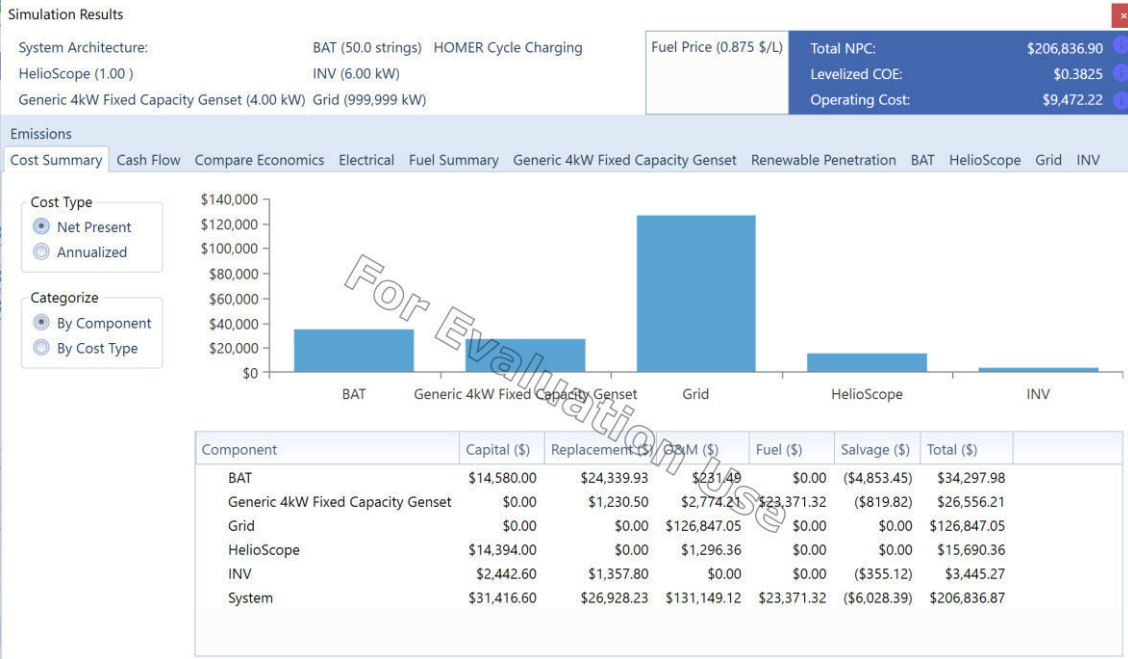 Simulation Results
System Architecture: BAT (50.0 strings) HOMER Cycle Charging Fuel Price (0.875 $/L) Total NPC: $206,836.90
HelioScope (1.00 ) INV (6.00 kW) Levelized COE: $0.3825
Generic 4kW Fixed Capacity Genset (4.00 kW) Grid (999,999 kW) Operating Cost: $9,472.22
Emissions
Cost Summary Cash Flow Compare Economics Electrical Fuel Summary Generic 4kW Fixed Capacity Genset Renewable Penetration BAT HelioScope Grid INV
Cost Type
Net Present
Annualized
Categorize
By Component
By Cost Type
$140,000
$120,000
$100,000
$80,000
$60,000
$40,000
$20,000
$0
BAT Generic 4kW Fixed Capacity Genset Grid HelioScope INV
For Evaluation Use
Component Capital ($) Replacement ($) O&M ($) Fuel ($) Salvage ($) Total ($)
BAT $14,580.00 $24,339.93 $231.49 $0.00 ($4,853.45) $34,297.98
Generic 4kW Fixed Capacity Genset $0.00 $1,230.50 $2,774.21 $23,371.32 ($819.82) $26,556.21
Grid $0.00 $0.00 $126,847.05 $0.00 $0.00 $126,847.05
HelioScope $14,394.00 $0.00 $1,296.36 $0.00 $0.00 $15,690.36
INV $2,442.60 $1,357.80 $0.00 $0.00 ($355.12) $3,445.27
System $31,416.60 $26,928.23 $131,149.12 $23,371.32 ($6,028.39) $206,836.87